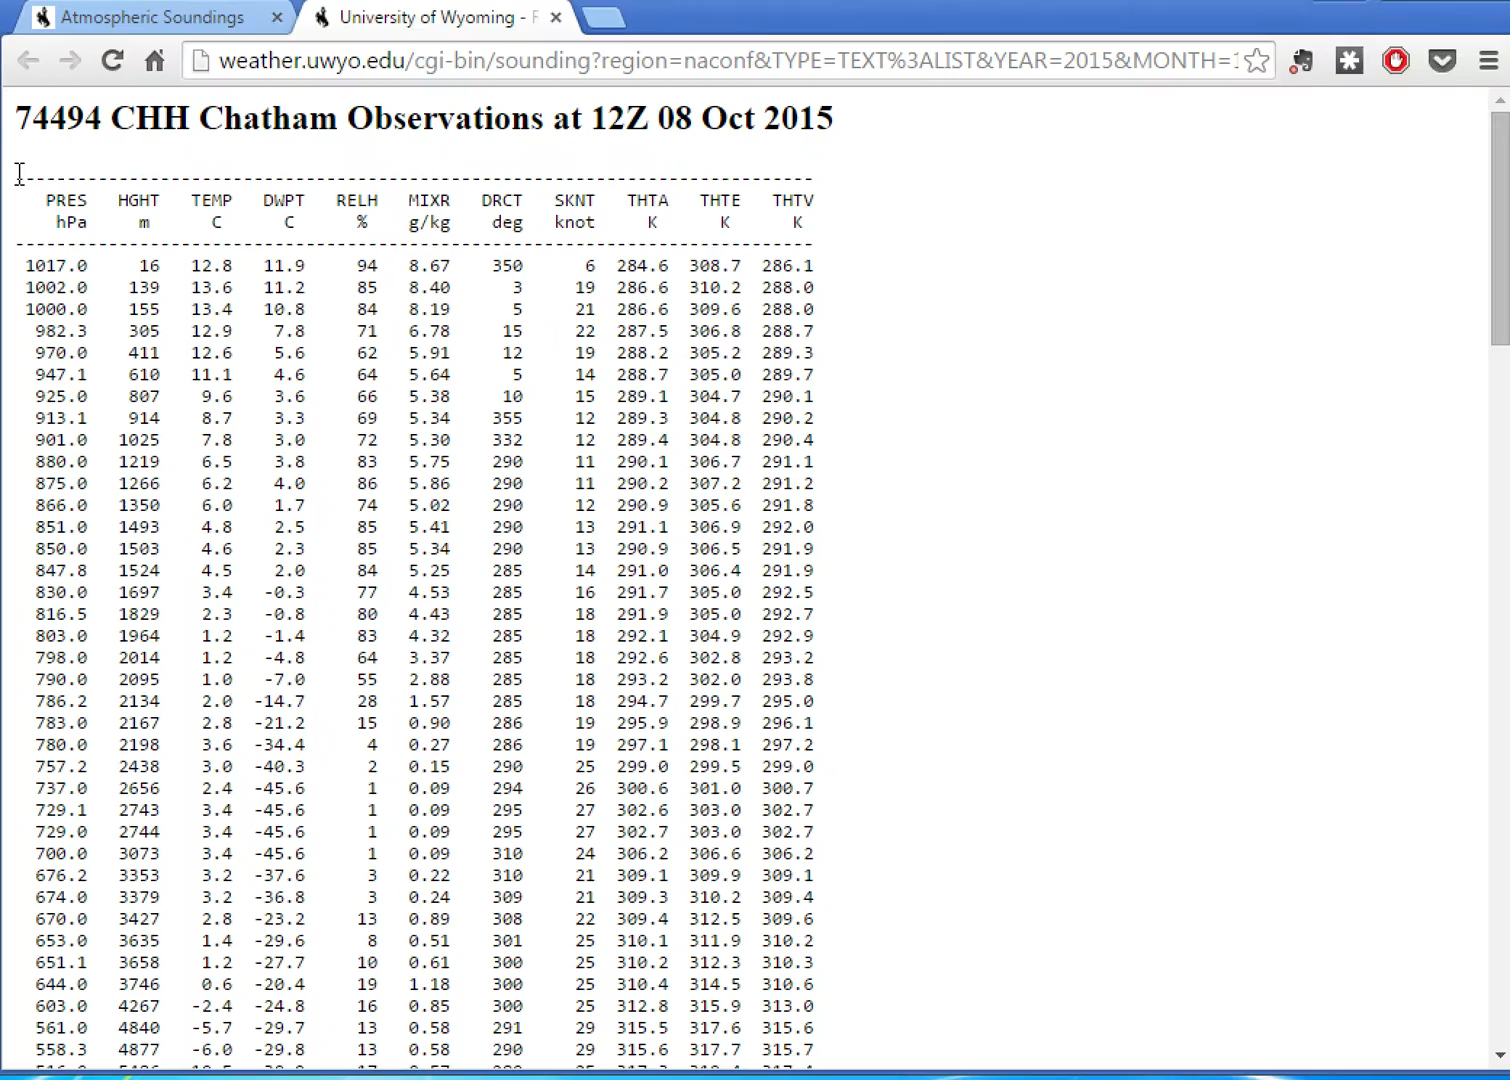 Atmospheric Soundings
University of Wyoming - F
weather.uwyo.edu/cgi-bin/sounding?region=naconf&TYPE=TEXT%3ALIST&YEAR=2015&MONTH=1
74494 CHH Chatham Observations at 12Z 08 Oct 2015
-----------------------------------------------------------------------------
PRES HGHT TEMP DWPT RELH MIXR DRCT SKNT THTA THTE THTV
hPa m C C % g/kg deg knot K K K
-----------------------------------------------------------------------------
1017.0 16 12.8 11.9 94 8.67 350 6 284.6 308.7 286.1
1002.0 139 13.6 11.2 85 8.40 3 19 286.6 310.2 288.0
1000.0 155 13.4 10.8 84 8.19 5 21 286.6 309.6 288.0
982.3 305 12.9 7.8 71 6.78 15 22 287.5 306.8 288.7
970.0 411 12.6 5.6 62 5.91 12 19 288.2 305.2 289.3
947.1 610 11.1 4.6 64 5.64 5 14 288.7 305.0 289.7
925.0 807 9.6 3.6 66 5.38 10 15 289.1 304.7 290.1
913.1 914 8.7 3.3 69 5.34 355 12 289.3 304.8 290.2
901.0 1025 7.8 3.0 72 5.30 332 12 289.4 304.8 290.4
880.0 1219 6.5 3.8 83 5.75 290 11 290.1 306.7 291.1
875.0 1266 6.2 4.0 86 5.86 290 11 290.2 307.2 291.2
866.0 1350 6.0 1.7 74 5.02 290 12 290.9 305.6 291.8
851.0 1493 4.8 2.5 85 5.41 290 13 291.1 306.9 292.0
850.0 1503 4.6 2.3 85 5.34 290 13 290.9 306.5 291.9
847.8 1524 4.5 2.0 84 5.25 285 14 291.0 306.4 291.9
830.0 1697 3.4 -0.3 77 4.53 285 16 291.7 305.0 292.5
816.5 1829 2.3 -0.8 80 4.43 285 18 291.9 305.0 292.7
803.0 1964 1.2 -1.4 83 4.32 285 18 292.1 304.9 292.9
798.0 2014 1.2 -4.8 64 3.37 285 18 292.6 302.8 293.2
790.0 2095 1.0 -7.0 55 2.88 285 18 293.2 302.0 293.8
786.2 2134 2.0 -14.7 28 1.57 285 18 294.7 299.7 295.0
783.0 2167 2.8 -21.2 15 0.90 286 19 295.9 298.9 296.1
780.0 2198 3.6 -34.4 4 0.27 286 19 297.1 298.1 297.2
757.2 2438 3.0 -40.3 2 0.15 290 25 299.0 299.5 299.0
737.0 2656 2.4 -45.6 1 0.09 294 26 300.6 301.0 300.7
729.1 2743 3.4 -45.6 1 0.09 295 27 302.6 303.0 302.7
729.0 2744 3.4 -45.6 1 0.09 295 27 302.7 303.0 302.7
700.0 3073 3.4 -45.6 1 0.09 310 24 306.2 306.6 306.2
676.2 3353 3.2 -37.6 3 0.22 310 21 309.1 309.9 309.1
674.0 3379 3.2 -36.8 3 0.24 309 21 309.3 310.2 309.4
670.0 3427 2.8 -23.2 13 0.89 308 22 309.4 312.5 309.6
653.0 3635 1.4 -29.6 8 0.51 301 25 310.1 311.9 310.2
651.1 3658 1.2 -27.7 10 0.61 300 25 310.2 312.3 310.3
644.0 3746 0.6 -20.4 19 1.18 300 25 310.4 314.5 310.6
603.0 4267 -2.4 -24.8 16 0.85 300 25 312.8 315.9 313.0
561.0 4840 -5.7 -29.7 13 0.58 291 29 315.5 317.6 315.6
558.3 4877 -6.0 -29.8 13 0.58 290 29 315.6 317.7 315.7